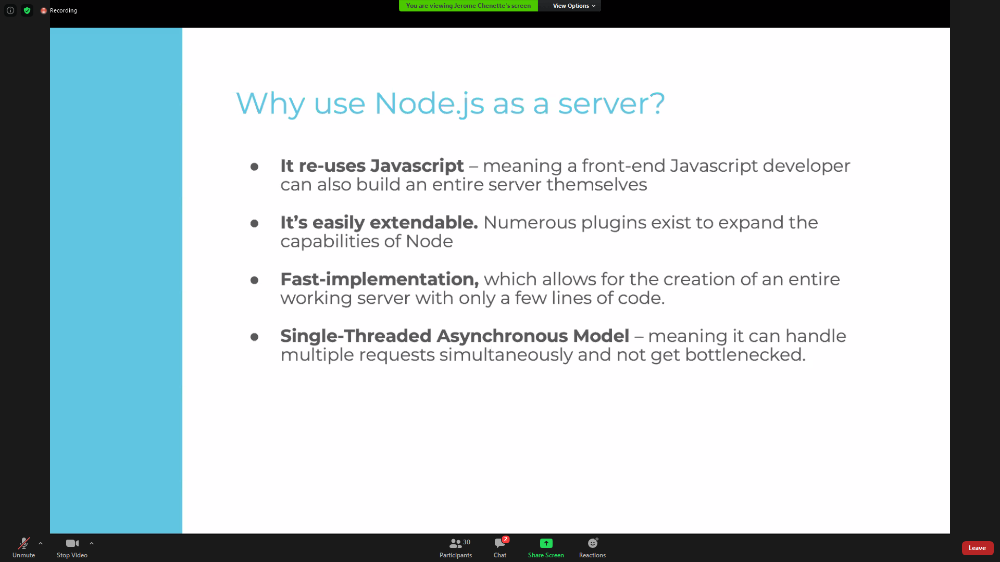 Recording
You are viewing Jerome Chenette's screen
View Options
Why use Node.js as a server?
● It re-uses Javascript – meaning a front-end Javascript developer
can also build an entire server themselves
● It’s easily extendable. Numerous plugins exist to expand the
capabilities of Node
● Fast-implementation, which allows for the creation of an entire
working server with only a few lines of code.
● Single-Threaded Asynchronous Model – meaning it can handle
multiple requests simultaneously and not get bottlenecked.
Unmute
Stop Video
30
Participants
2
Chat
Share Screen
Reactions
Leave